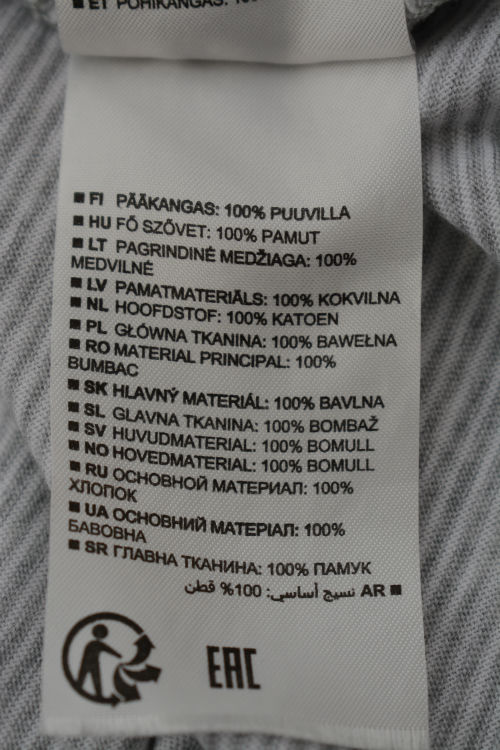 ■ ET PÕHIKANGAS: 100%
■ FI PÄÄKANGAS: 100% PUUVILLA
■ HU FŐ SZÖVET: 100% PAMUT
■ LT PAGRINDINĖ MEDŽIAGA: 100%
MEDVILNĖ
■ LV PAMATMATERIĀLS: 100% KOKVILNA
■ NL HOOFDSTOF: 100% KATOEN
■ PL GŁÓWNA TKANINA: 100% BAWEŁNA
■ RO MATERIAL PRINCIPAL: 100%
BUMBAC
■ SK HLAVNÝ MATERIÁL: 100% BAVLNA
■ SL GLAVNA TKANINA: 100% BOMBAŽ
■ SV HUVUDMATERIAL: 100% BOMULL
■ NO HOVEDMATERIAL: 100% BOMULL
■ RU ОСНОВНОЙ МАТЕРИАЛ: 100%
ХЛОПОК
■ UA ОСНОВНИЙ МАТЕРІАЛ: 100%
БАВОВНА
■ SR ГЛАВНА ТКАНИНА: 100% ПАМУК
■ AR نسيج أساسي: 100% قطن
EAC